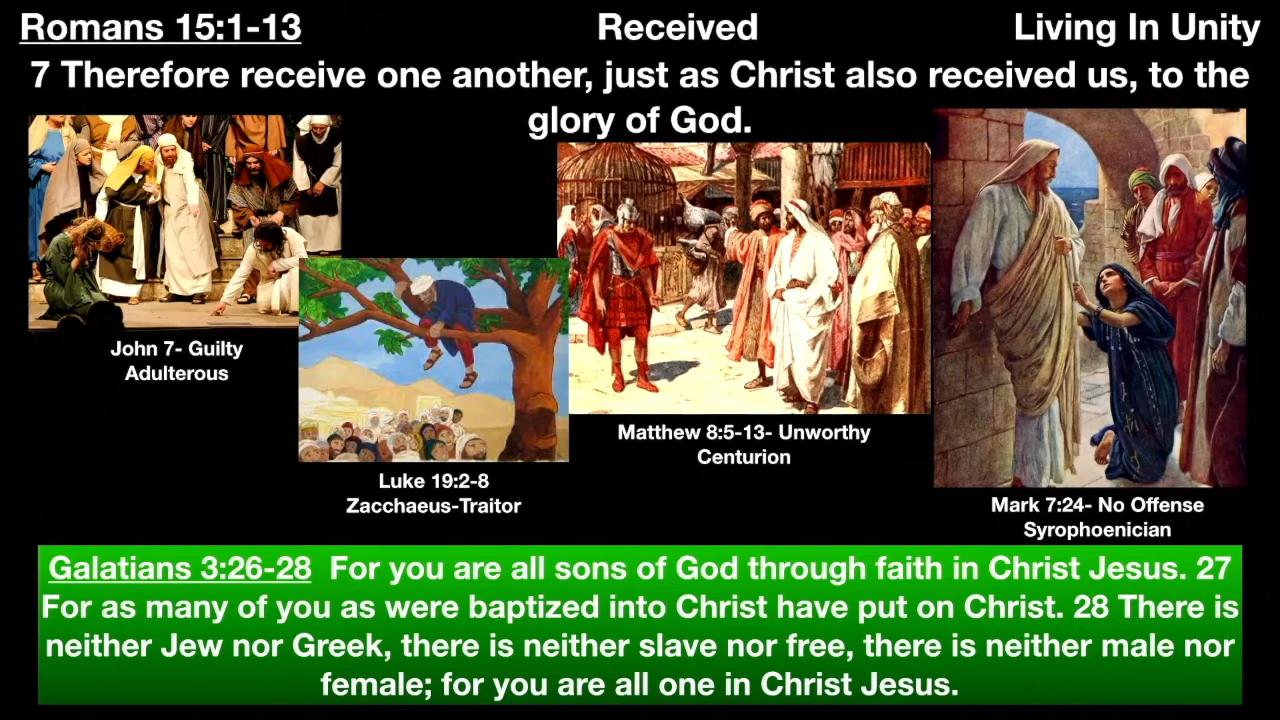 Romans 15:1-13 Received Living In Unity
7 Therefore receive one another, just as Christ also received us, to the
glory of God.
John 7- Guilty
Adulterous
Luke 19:2-8
Zacchaeus-Traitor
Matthew 8:5-13- Unworthy
Centurion
Mark 7:24- No Offense
Syrophoenician
Galatians 3:26-28 For you are all sons of God through faith in Christ Jesus. 27
For as many of you as were baptized into Christ have put on Christ. 28 There is
neither Jew nor Greek, there is neither slave nor free, there is neither male nor
female; for you are all one in Christ Jesus.